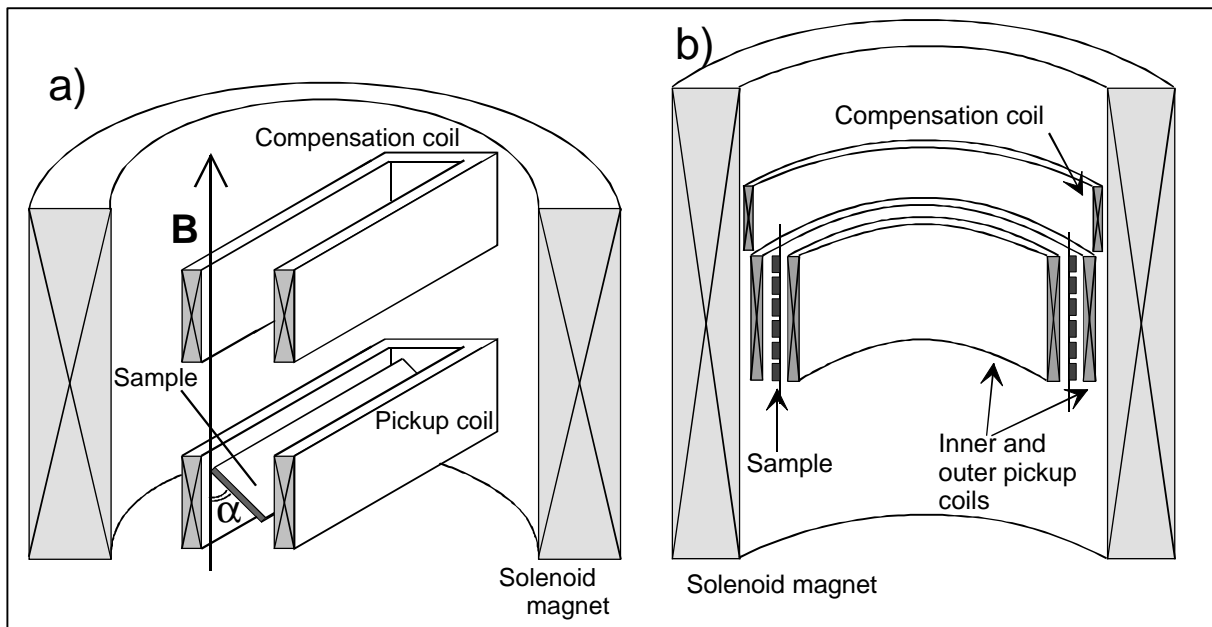 a)
Compensation coil
B
Sample
Pickup coil
α
Solenoid
magnet
b)
Compensation coil
Sample
Inner and
outer pickup
coils
Solenoid magnet